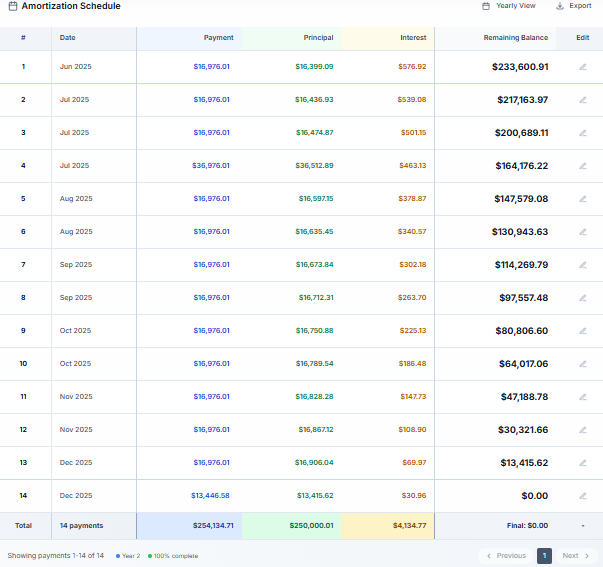 Amortization Schedule Yearly View Export
# Date Payment Principal Interest Remaining Balance Edit
1 Jun 2025 $16,976.01 $16,399.09 $576.92 $233,600.91
2 Jul 2025 $16,976.01 $16,436.93 $539.08 $217,163.97
3 Jul 2025 $16,976.01 $16,474.87 $501.15 $200,689.11
4 Jul 2025 $36,976.01 $36,512.89 $463.13 $164,176.22
5 Aug 2025 $16,976.01 $16,597.15 $378.87 $147,579.08
6 Aug 2025 $16,976.01 $16,635.45 $340.57 $130,943.63
7 Sep 2025 $16,976.01 $16,673.84 $302.18 $114,269.79
8 Sep 2025 $16,976.01 $16,712.31 $263.70 $97,557.48
9 Oct 2025 $16,976.01 $16,750.88 $225.13 $80,806.60
10 Oct 2025 $16,976.01 $16,789.54 $186.48 $64,017.06
11 Nov 2025 $16,976.01 $16,828.28 $147.73 $47,188.78
12 Nov 2025 $16,976.01 $16,867.12 $108.90 $30,321.66
13 Dec 2025 $16,976.01 $16,906.04 $69.97 $13,415.62
14 Dec 2025 $13,446.58 $13,415.62 $30.96 $0.00
Total 14 payments $254,134.71 $250,000.01 $4,134.77 Final: $0.00 -
Showing payments 1-14 of 14 Year 2 100% complete Previous 1 Next